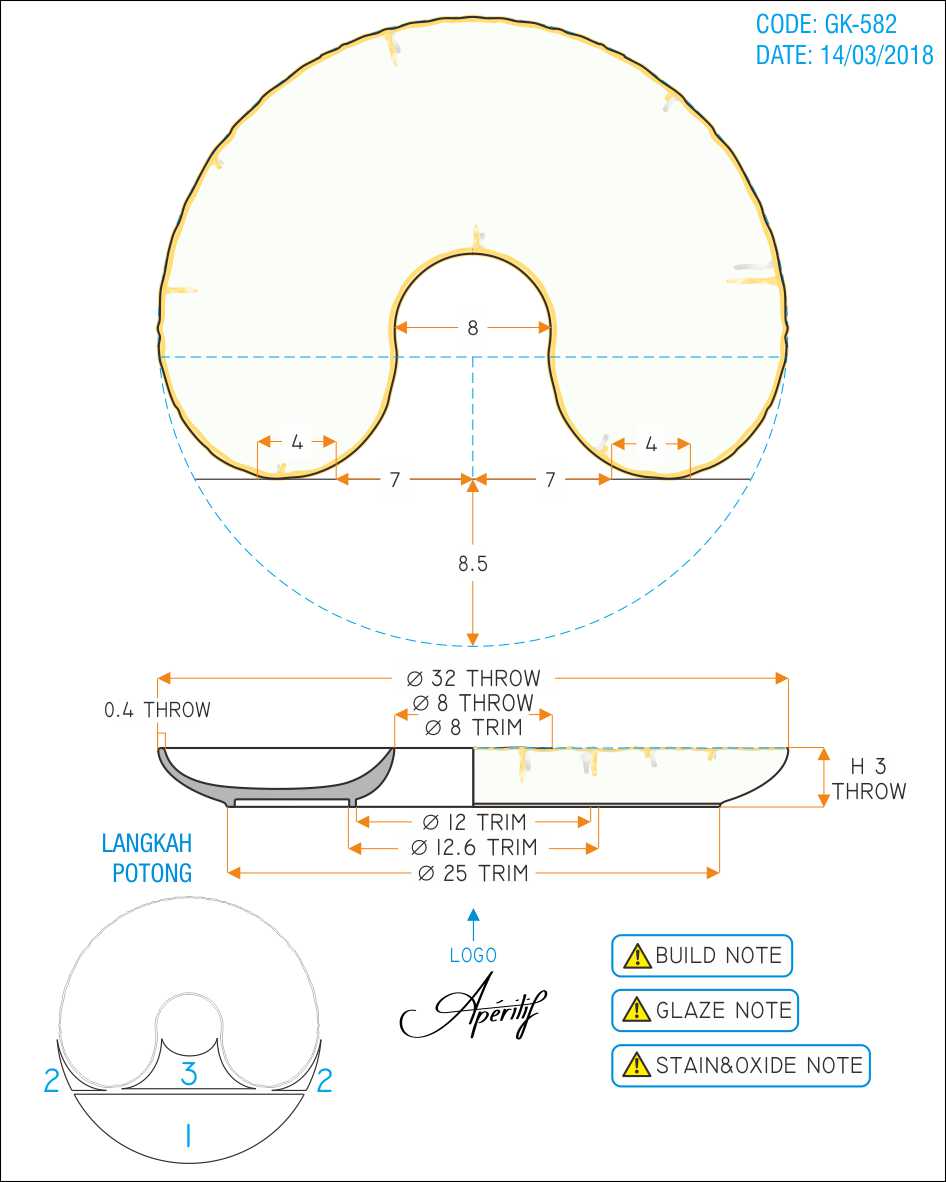 CODE: GK-582
DATE: 14/03/2018
8
4
4
7
7
8.5
Ø 32 THROW
Ø 8 THROW
0.4 THROW
Ø 8 TRIM
H 3
THROW
Ø 12 TRIM
Ø 12.6 TRIM
Ø 25 TRIM
LANGKAH
POTONG
LOGO
Apéritif
BUILD NOTE
GLAZE NOTE
STAIN&OXIDE NOTE
2
3
2
1